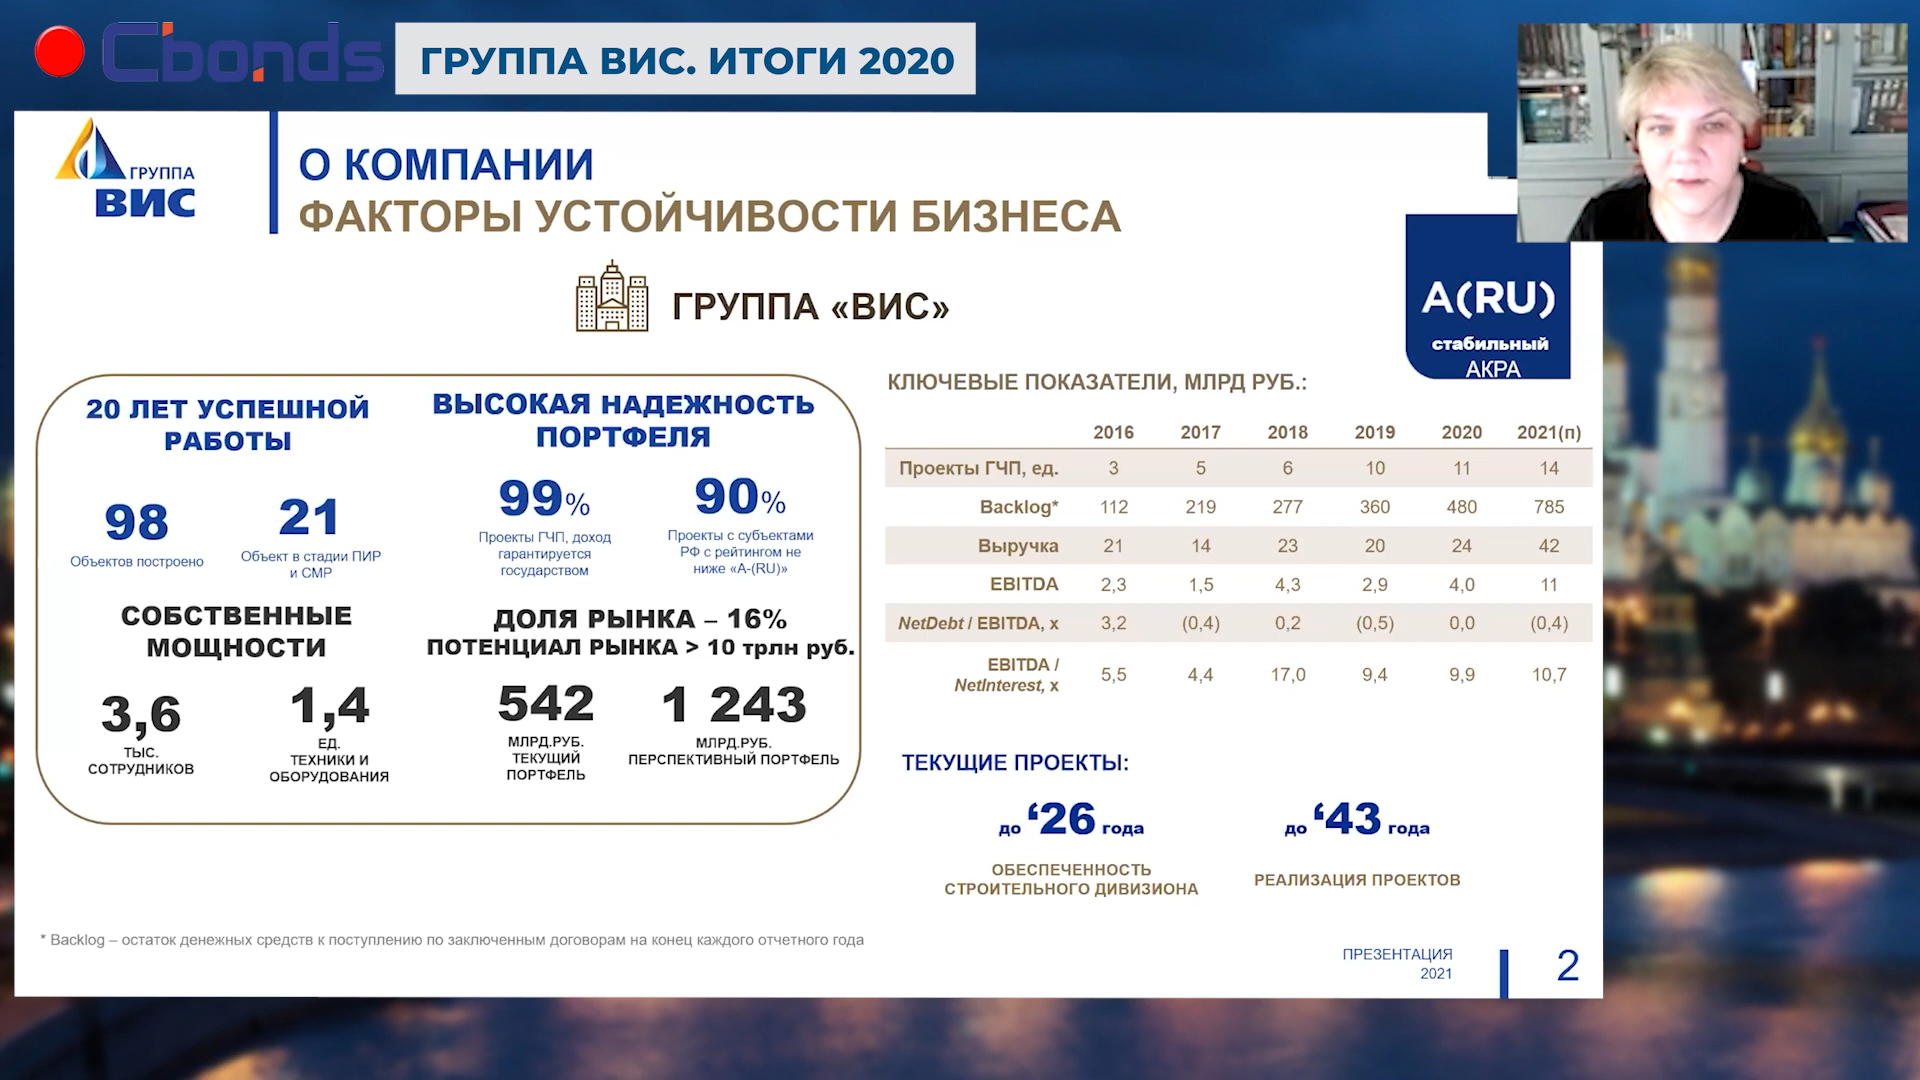 Cbonds
ГРУППА ВИС. ИТОГИ 2020
ГРУППА
ВИС
О КОМПАНИИ
ФАКТОРЫ УСТОЙЧИВОСТИ БИЗНЕСА
ГРУППА «ВИС»
A(RU)
стабильный
АКРА
20 ЛЕТ УСПЕШНОЙ
РАБОТЫ
98
Объектов построено
21
Объект в стадии ПИР
и СМР
ВЫСОКАЯ НАДЕЖНОСТЬ
ПОРТФЕЛЯ
99%
Проекты ГЧП, доход
гарантируется
государством
90%
Проекты с субъектами
РФ с рейтингом не
ниже «A-(RU)»
СОБСТВЕННЫЕ
МОЩНОСТИ
3,6
ТЫС.
СОТРУДНИКОВ
1,4
ЕД.
ТЕХНИКИ И
ОБОРУДОВАНИЯ
ДОЛЯ РЫНКА – 16%
ПОТЕНЦИАЛ РЫНКА > 10 трлн руб.
542
МЛРД.РУБ.
ТЕКУЩИЙ
ПОРТФЕЛЬ
1 243
МЛРД.РУБ.
ПЕРСПЕКТИВНЫЙ ПОРТФЕЛЬ
КЛЮЧЕВЫЕ ПОКАЗАТЕЛИ, МЛРД РУБ.:
2016 2017 2018 2019 2020 2021(п)
Проекты ГЧП, ед. 3 5 6 10 11 14
Backlog* 112 219 277 360 480 785
Выручка 21 14 23 20 24 42
EBITDA 2,3 1,5 4,3 2,9 4,0 11
NetDebt / EBITDA, x 3,2 (0,4) 0,2 (0,5) 0,0 (0,4)
EBITDA /
NetInterest, x 5,5 4,4 17,0 9,4 9,9 10,7
ТЕКУЩИЕ ПРОЕКТЫ:
до ‘26 года
ОБЕСПЕЧЕННОСТЬ
СТРОИТЕЛЬНОГО ДИВИЗИОНА
до ‘43 года
РЕАЛИЗАЦИЯ ПРОЕКТОВ
* Backlog – остаток денежных средств к поступлению по заключенным договорам на конец каждого отчетного года
ПРЕЗЕНТАЦИЯ
2021
2